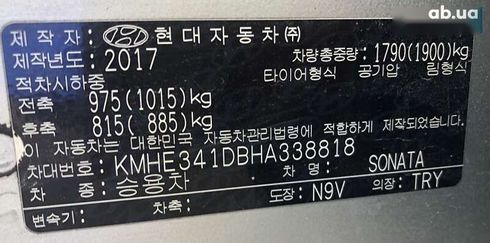 ab.ua
제 작 자 : 현대자동차㈜
제작년도: 2017 차량총중량: 1790(1900)kg
적차시하중 타이어형식 공기압 림형식
전축 975(1015)kg
후축 815( 885)kg
이 자동차는 대한민국 자동차관리법령에 적합하게 제작되었습니다.
차대번호: KMHE341DBHA338818 차 명: SONATA
차 종: 승용차 도장: N9V 의장: TRY
변속기: 차축: